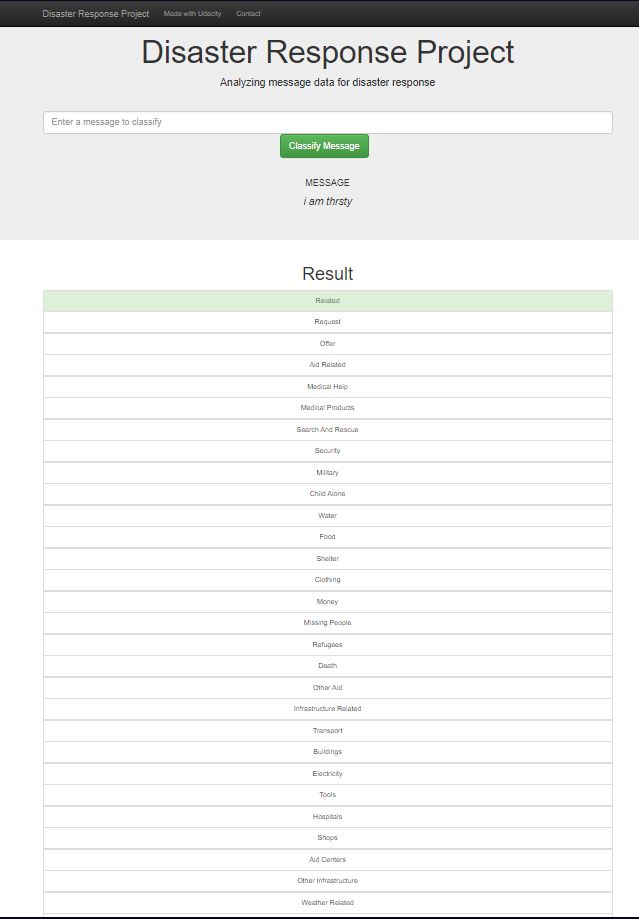 Disaster Response Project Made with Udacity Contact
Disaster Response Project
Analyzing message data for disaster response
Enter a message to classify
Classify Message
MESSAGE
i am thrsty
Result
Related
Request
Offer
Aid Related
Medical Help
Medical Products
Search And Rescue
Security
Military
Child Alone
Water
Food
Shelter
Clothing
Money
Missing People
Refugees
Death
Other Aid
Infrastructure Related
Transport
Buildings
Electricity
Tools
Hospitals
Shops
Aid Centers
Other Infrastructure
Weather Related